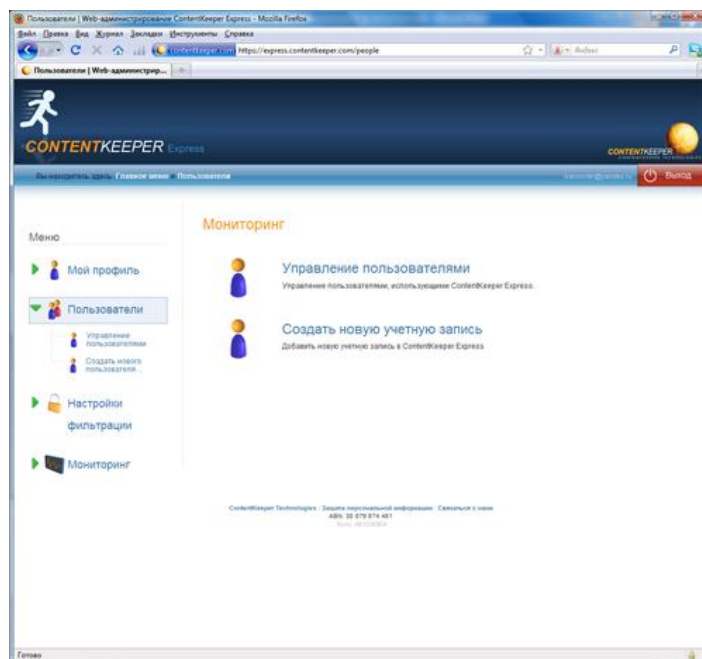 Пользователи | Web-администрирование ContentKeeper Express - Mozilla Firefox
Файл Правка Вид Журнал Закладки Инструменты Справка
contentkeeper.com https://express.contentkeeper.com/people
Яндекс
Пользователи | Web-администрир...
CONTENTKEEPER Express
CONTENTKEEPER
Вы находитесь здесь: Главное меню » Пользователи
Выход
Меню
Мой профиль
Пользователи
Управление
пользователями
Создать нового
пользователя...
Настройки
фильтрации
Мониторинг
Мониторинг
Управление пользователями
Управление пользователями, использующими ContentKeeper Express.
Создать новую учетную запись
Добавить новую учетную запись в ContentKeeper Express
ContentKeeper Technologies : Защита персональной информации : Связаться с нами
Готово